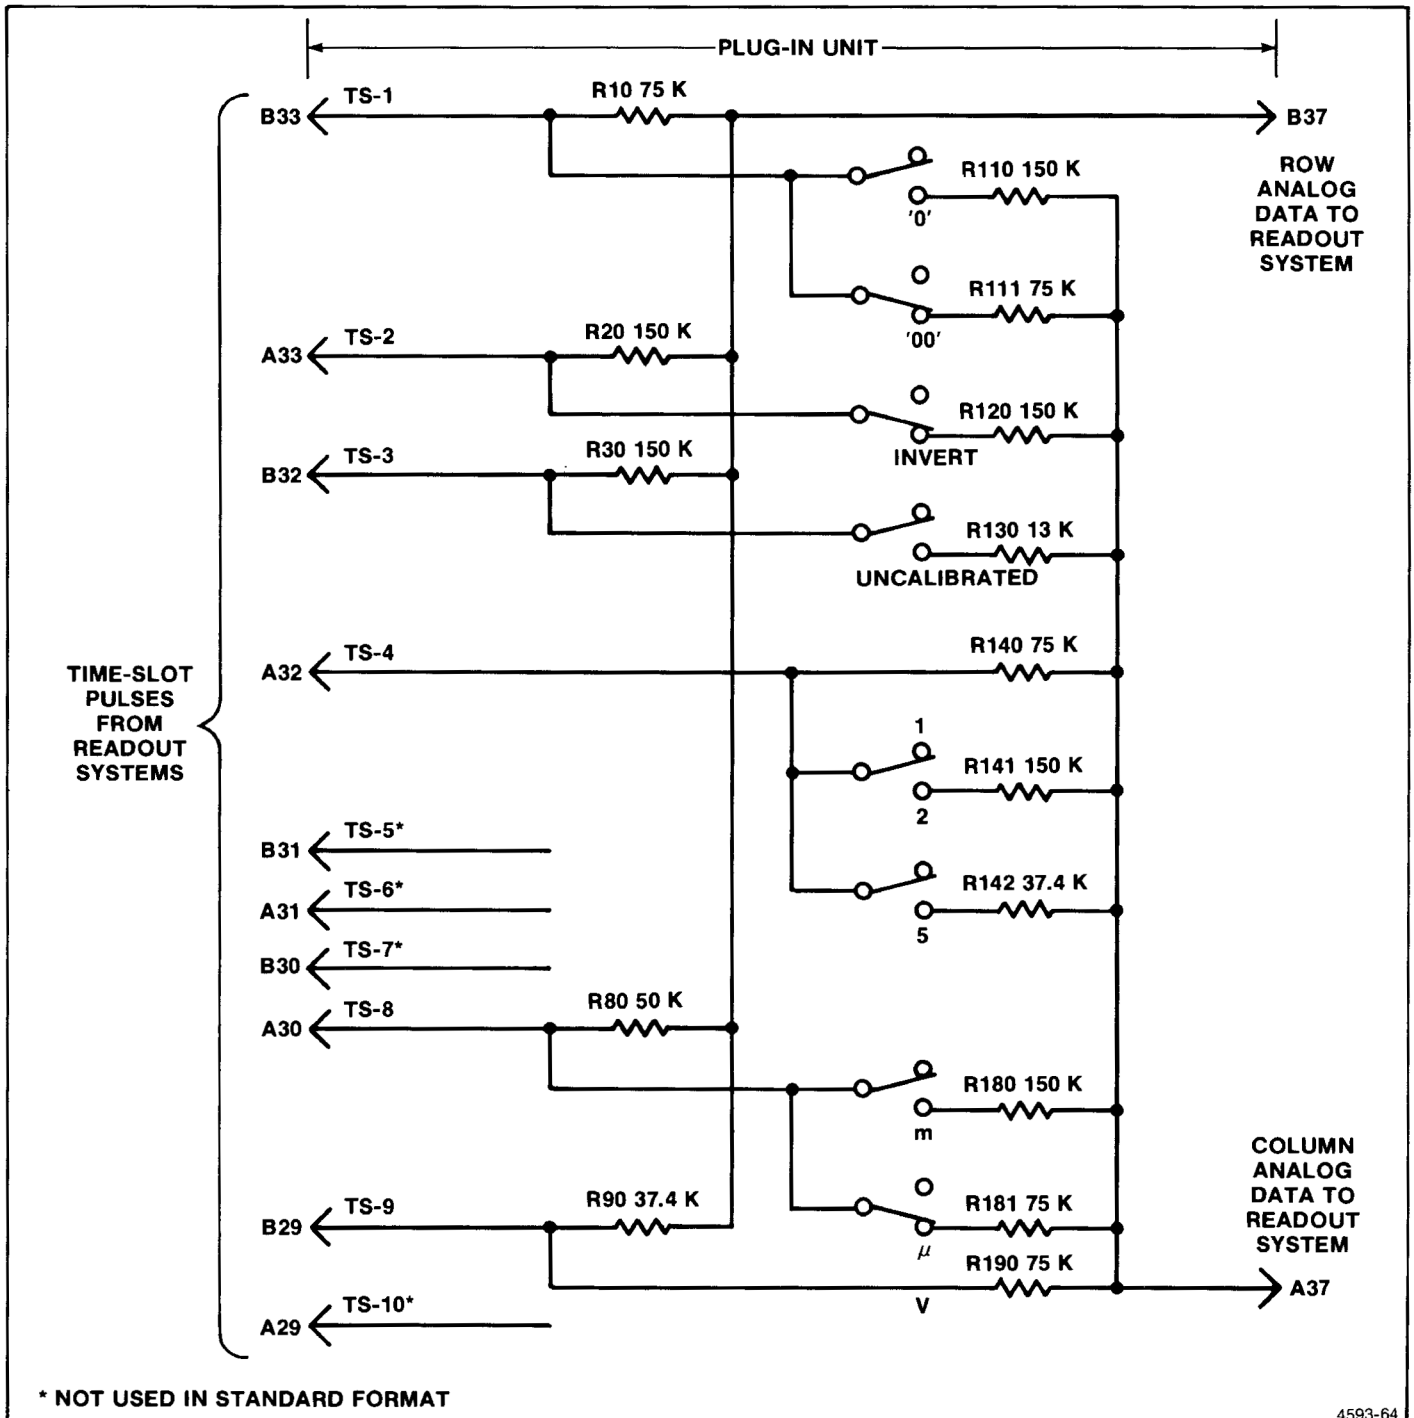 PLUG-IN UNIT
B33
TS-1
R10 75 K
B37
ROW
ANALOG
DATA TO
READOUT
SYSTEM
R110 150 K
'0'
R111 75 K
'00'
A33
TS-2
R20 150 K
R120 150 K
INVERT
B32
TS-3
R30 150 K
R130 13 K
UNCALIBRATED
TIME-SLOT
PULSES
FROM
READOUT
SYSTEMS
A32
TS-4
R140 75 K
1
R141 150 K
2
R142 37.4 K
5
B31
TS-5*
A31
TS-6*
B30
TS-7*
A30
TS-8
R80 50 K
R180 150 K
m
R181 75 K
μ
B29
TS-9
R90 37.4 K
R190 75 K
V
COLUMN
ANALOG
DATA TO
READOUT
SYSTEM
A37
A29
TS-10*
* NOT USED IN STANDARD FORMAT
4593-64